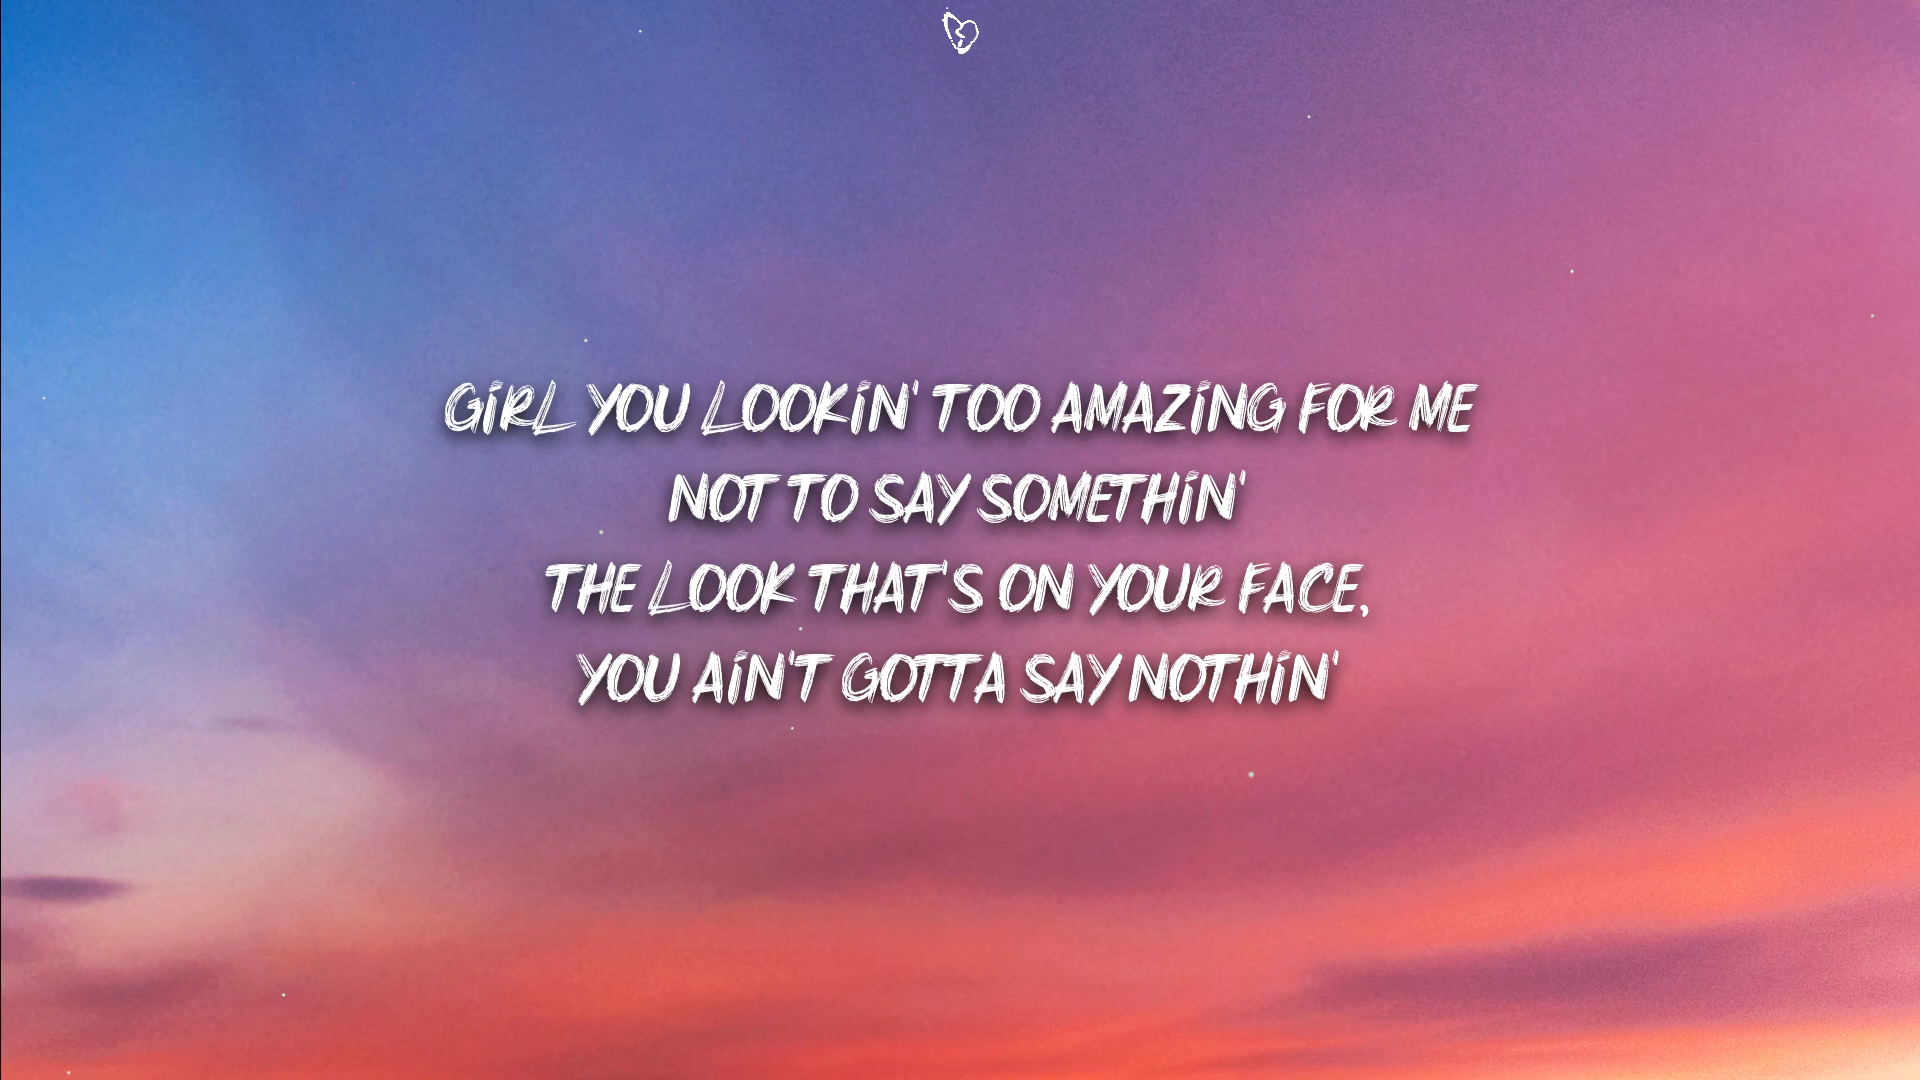 GIRL YOU LOOKIN' TOO AMAZING FOR ME
NOT TO SAY SOMETHIN'
THE LOOK THAT'S ON YOUR FACE,
YOU AIN'T GOTTA SAY NOTHIN'